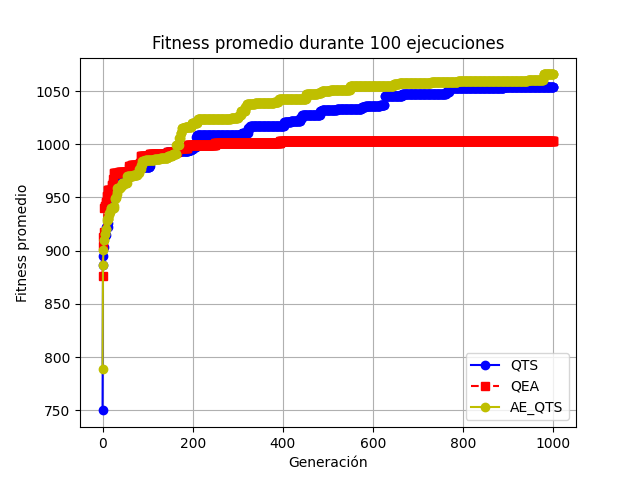 Fitness promedio durante 100 ejecuciones
Fitness promedio
1050
1000
950
900
850
800
750
0 200 400 600 800 1000
Generación
QTS
QEA
AE_QTS